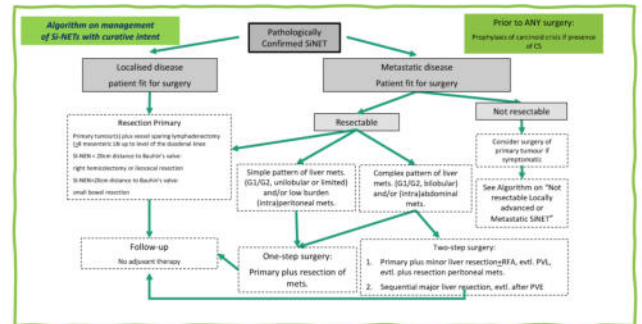 Algorithm on management
of Si-NETs with curative intent
Pathologically
Confirmed SiNET
Prior to ANY surgery:
Prophylaxis of carcinoid crisis if presence
of CS
Localised disease
patient fit for surgery
Metastatic disease
Patient fit for surgery
Resection Primary
Primary tumour(s) plus vessel sparing lymphadenectomy
(≥8 mesenteric LN) up to level of the duodenal knee
Si-NEN < 20cm distance to Bauhin's valve:
right hemicolectomy or ileocecal resection
Si-NEN>20cm distance to Bauhin's valve:
small bowel resection
Resectable
Not resectable
Simple pattern of liver mets.
(G1/G2, unilobular or limited)
and/or low burden
(intra)peritoneal mets.
Complex pattern of liver
mets. (G1/G2, bilobular)
and/or (intra)abdominal
mets.
Consider surgery of
primary tumour if
symptomatic
See Algorithm on "Not
resectable Locally
advanced or
Metastatic SiNET"
Follow-up
No adjuvant therapy
One-step surgery:
Primary plus resection of
mets.
Two-step surgery:
1. Primary plus minor liver resection±RFA, evtl. PVL,
evtl. plus resection peritoneal mets.
2. Sequential major liver resection, evtl. after PVE